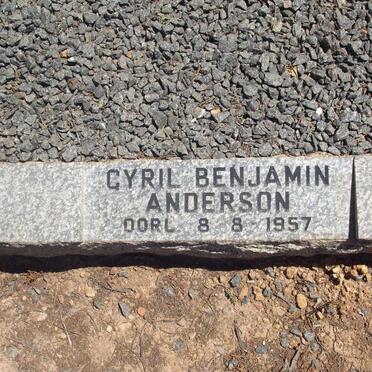 CYRIL BENJAMIN
ANDERSON
OORL 8 8 1957